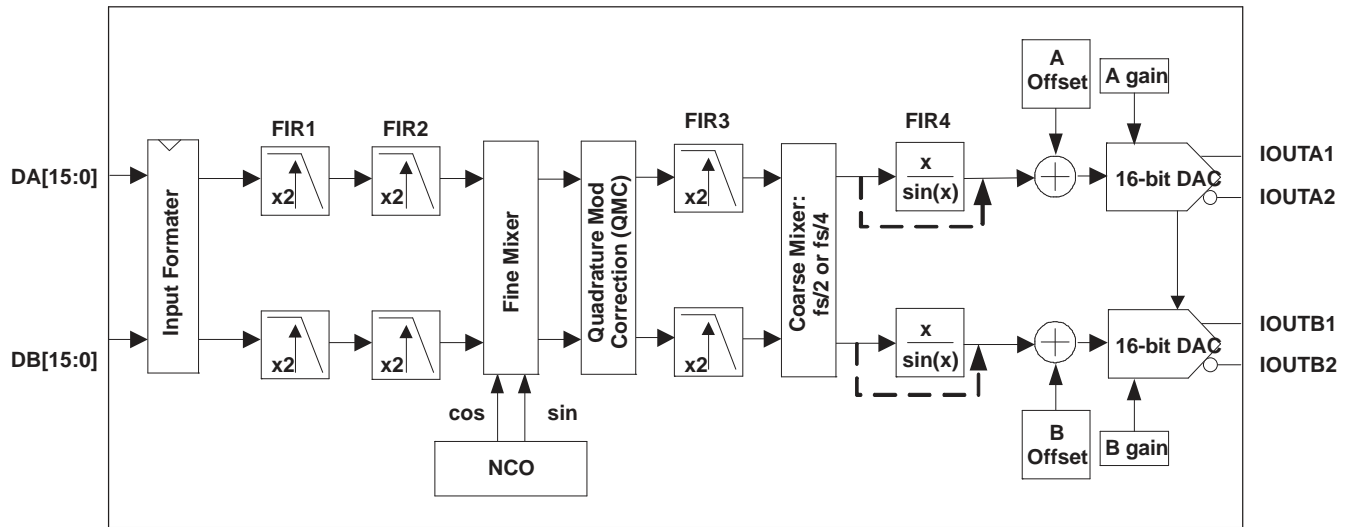 A
Offset
A gain
FIR1
FIR2
FIR3
FIR4
DA[15:0]
x2
x2
x2
x
sin(x)
16-bit DAC
IOUTA1
IOUTA2
Input Formater
Fine Mixer
Quadrature Mod
Correction (QMC)
Coarse Mixer:
fs/2 or fs/4
DB[15:0]
x2
x2
x2
x
sin(x)
16-bit DAC
IOUTB1
IOUTB2
cos
sin
NCO
B
Offset
B gain